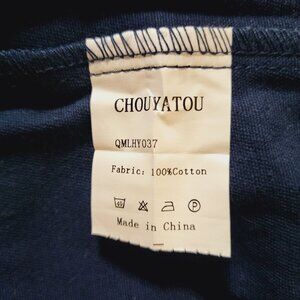 CHOUYATOU
QMLHY037
Fabric: 100%Cotton
Made in China